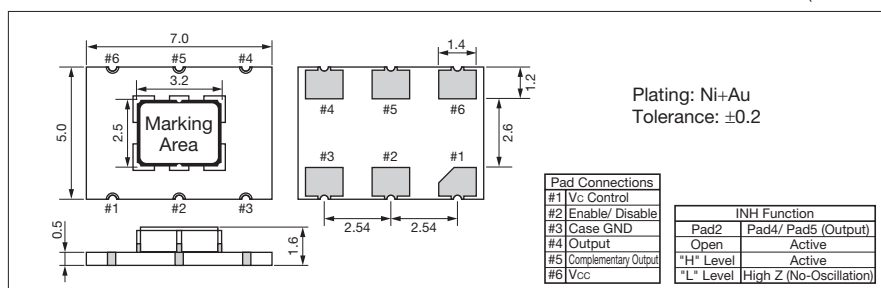 7.0
#6 #5 #4
3.2
5.0
2.5
Marking
Area
#1 #2 #3
0.5
1.6
1.4
1.2
#4 #5 #6
2.6
#3 #2 #1
2.54 2.54
Plating: Ni+Au
Tolerance: ±0.2
Pad Connections
#1 Vc Control
#2 Enable/ Disable
#3 Case GND
#4 Output
#5 Complementary Output
#6 Vcc
INH Function
Pad2 Pad4/ Pad5 (Output)
Open Active
"H" Level Active
"L" Level High Z (No-Oscillation)